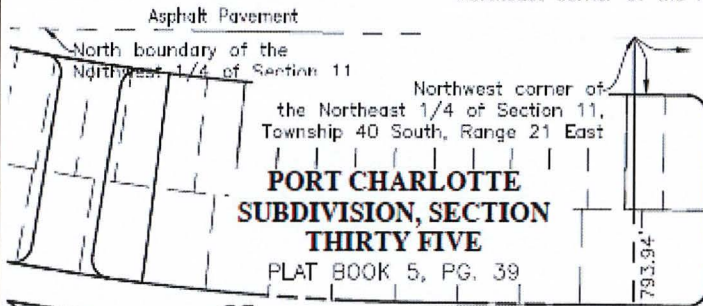 Asphalt Pavement
North boundary of the
Northwest 1/4 of Section 11
Northwest corner of
the Northeast 1/4 of Section 11,
Township 40 South, Range 21 East
PORT CHARLOTTE
SUBDIVISION, SECTION
THIRTY FIVE
PLAT BOOK 5, PG. 39
793.94'